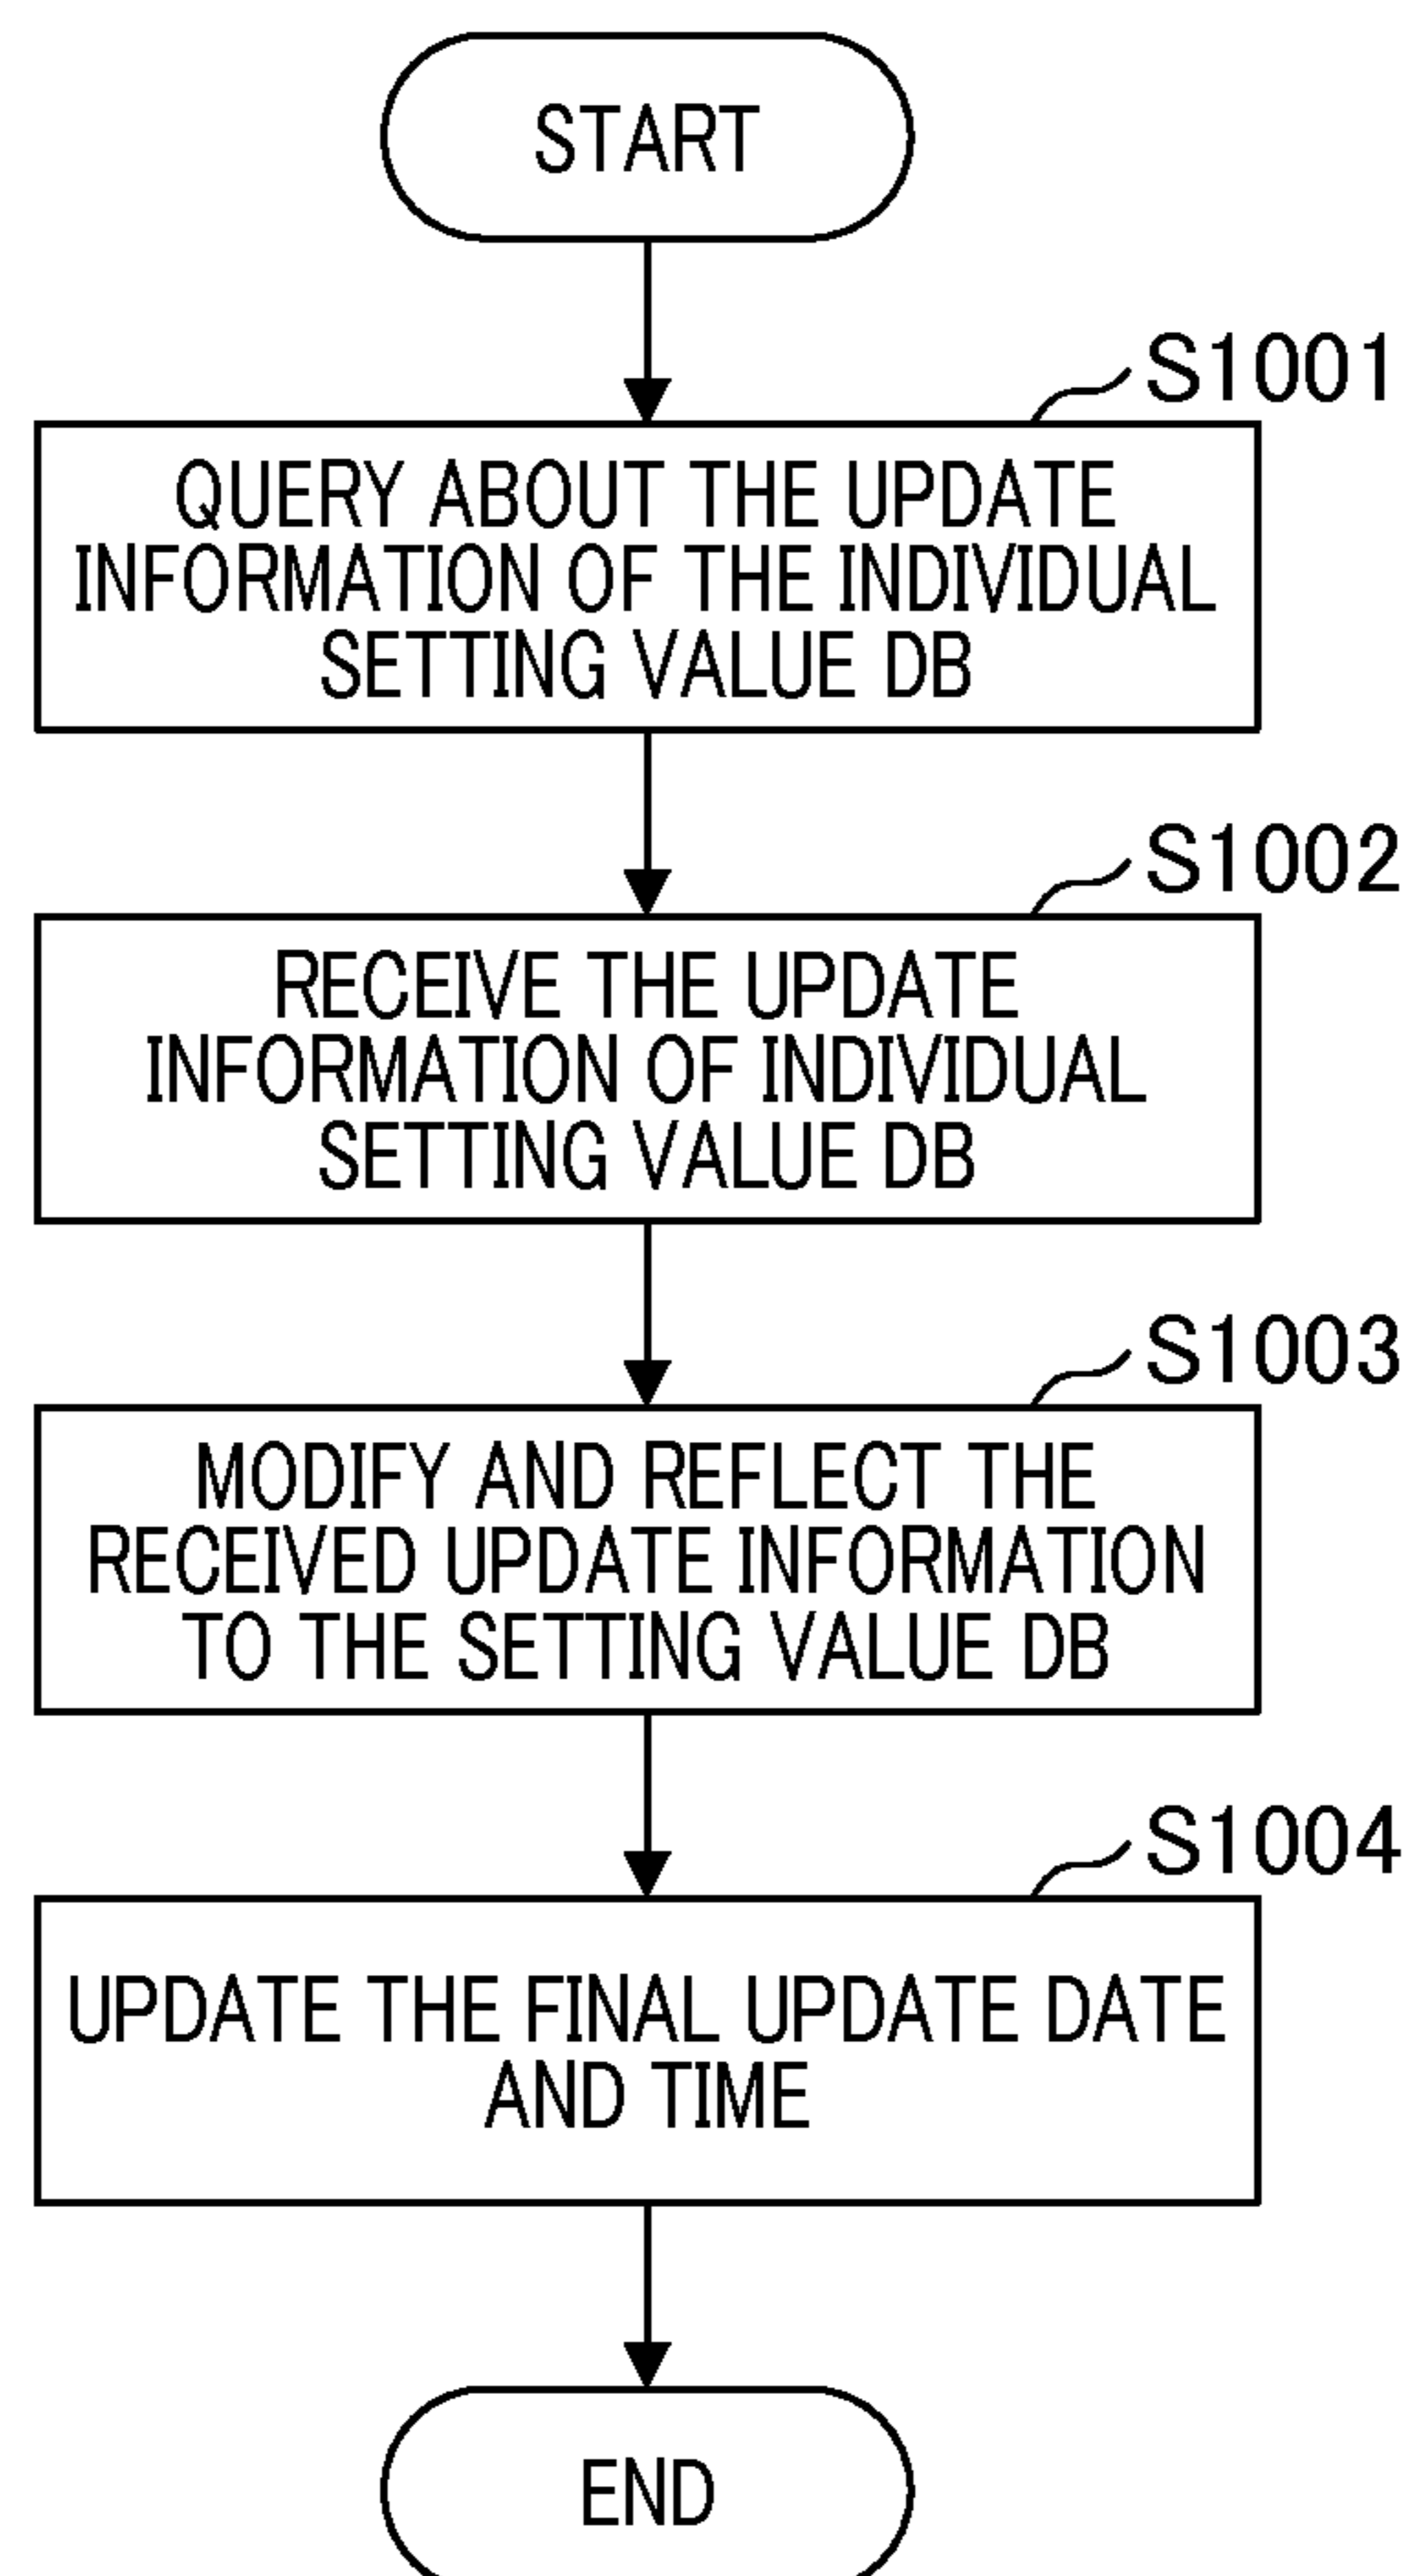 START
S1001
QUERY ABOUT THE UPDATE
INFORMATION OF THE INDIVIDUAL
SETTING VALUE DB
S1002
RECEIVE THE UPDATE
INFORMATION OF INDIVIDUAL
SETTING VALUE DB
S1003
MODIFY AND REFLECT THE
RECEIVED UPDATE INFORMATION
TO THE SETTING VALUE DB
S1004
UPDATE THE FINAL UPDATE DATE
AND TIME
END